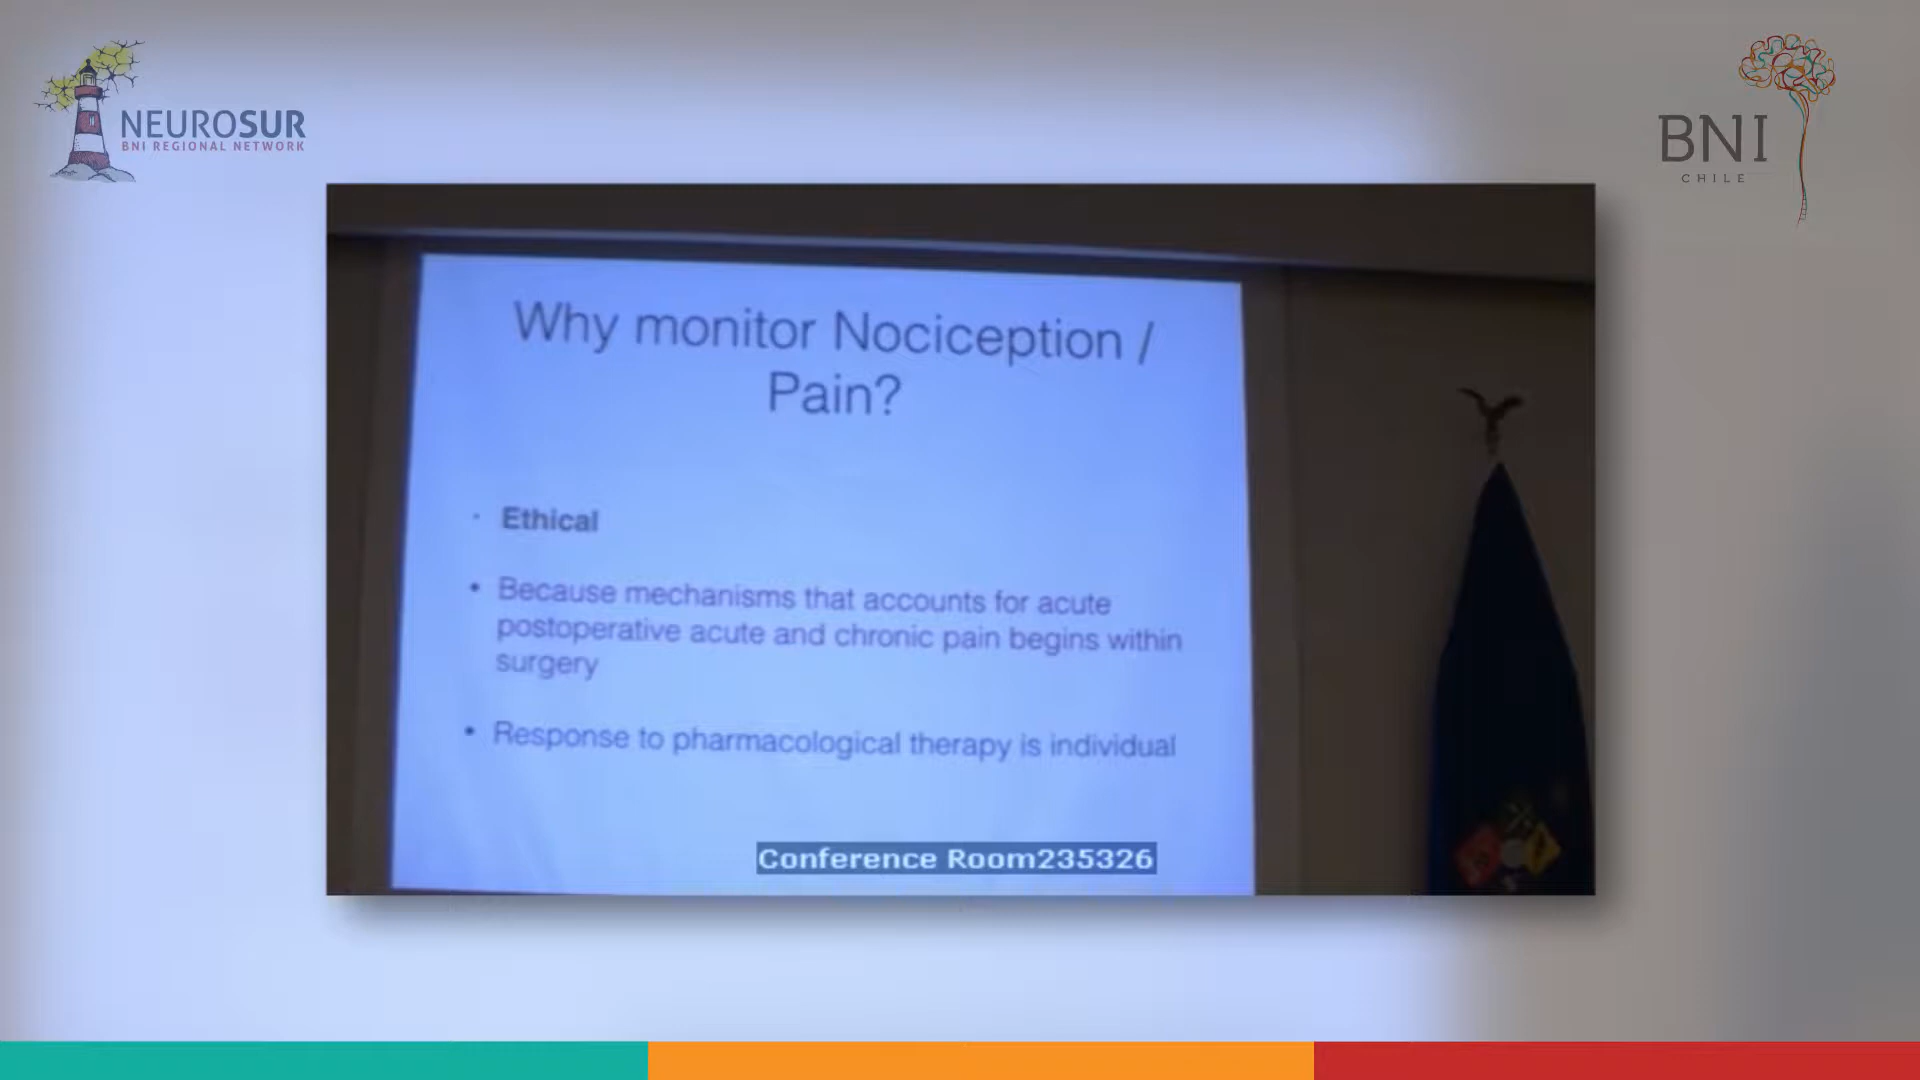 NEUROSUR
BNI REGIONAL NETWORK
BNI
CHILE
Why monitor Nociception /
Pain?
· Ethical
• Because mechanisms that accounts for acute
postoperative acute and chronic pain begins within
surgery
• Response to pharmacological therapy is individual
Conference Room235326